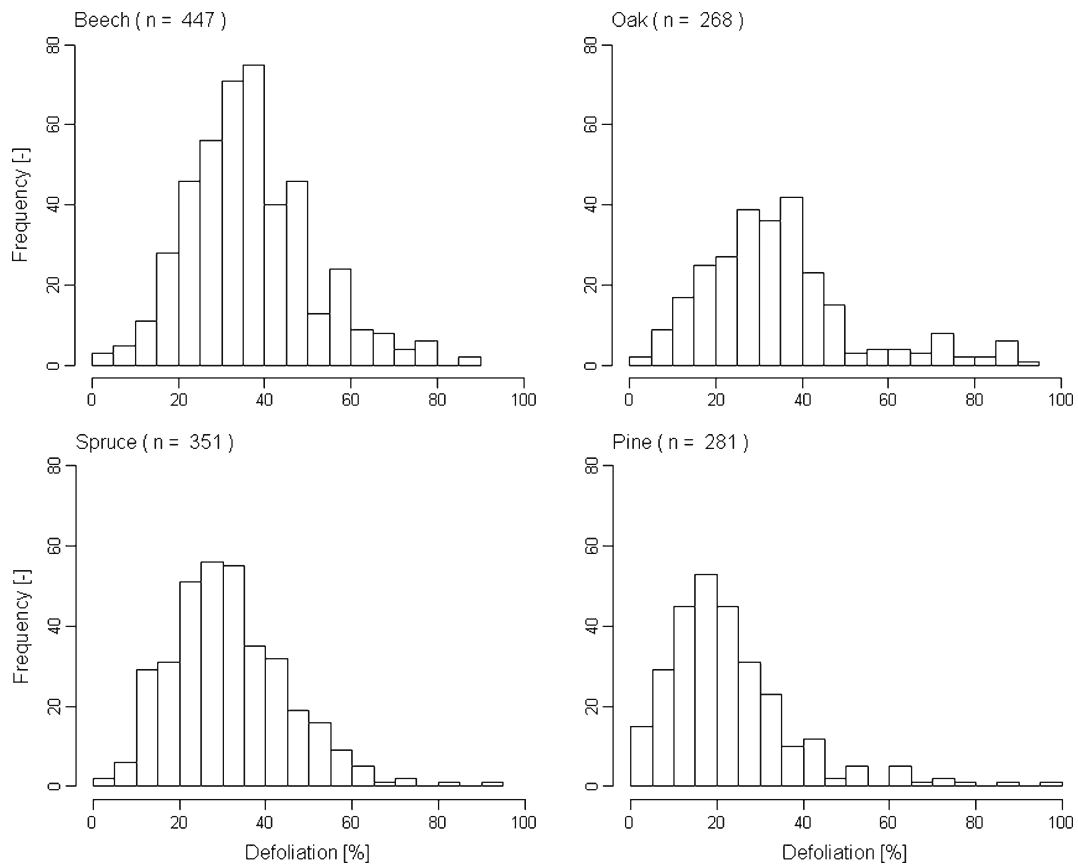 Beech ( n = 447 )
Frequency [-]
0 20 40 60 80
0 20 40 60 80 100
Oak ( n = 268 )
0 20 40 60 80
0 20 40 60 80 100
Spruce ( n = 351 )
Frequency [-]
0 20 40 60 80
0 20 40 60 80 100
Defoliation [%]
Pine ( n = 281 )
0 20 40 60 80
0 20 40 60 80 100
Defoliation [%]